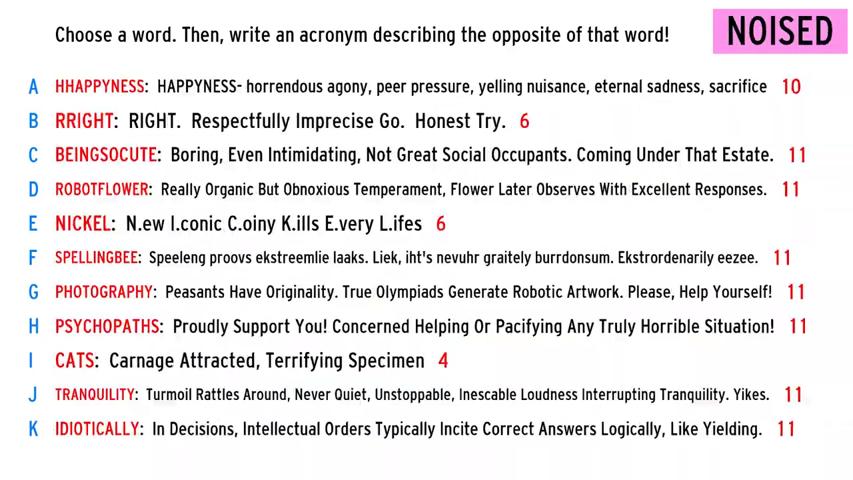 Choose a word. Then, write an acronym describing the opposite of that word!
NOISED
A HHAPPYNESS: HAPPYNESS- horrendous agony, peer pressure, yelling nuisance, eternal sadness, sacrifice 10
B RRIGHT: RIGHT. Respectfully Imprecise Go. Honest Try. 6
C BEINGSOCUTE: Boring, Even Intimidating, Not Great Social Occupants. Coming Under That Estate. 11
D ROBOTFLOWER: Really Organic But Obnoxious Temperament, Flower Later Observes With Excellent Responses. 11
E NICKEL: N.ew I.conic C.oiny K.ills E.very L.ifes 6
F SPELLINGBEE: Speeleng proovs ekstreemlie laaks. Liek, iht's nevuhr graitely burrdonsum. Ekstrordenarily eezee. 11
G PHOTOGRAPHY: Peasants Have Originality. True Olympiads Generate Robotic Artwork. Please, Help Yourself! 11
H PSYCHOPATHS: Proudly Support You! Concerned Helping Or Pacifying Any Truly Horrible Situation! 11
I CATS: Carnage Attracted, Terrifying Specimen 4
J TRANQUILITY: Turmoil Rattles Around, Never Quiet, Unstoppable, Inescable Loudness Interrupting Tranquility. Yikes. 11
K IDIOTICALLY: In Decisions, Intellectual Orders Typically Incite Correct Answers Logically, Like Yielding. 11